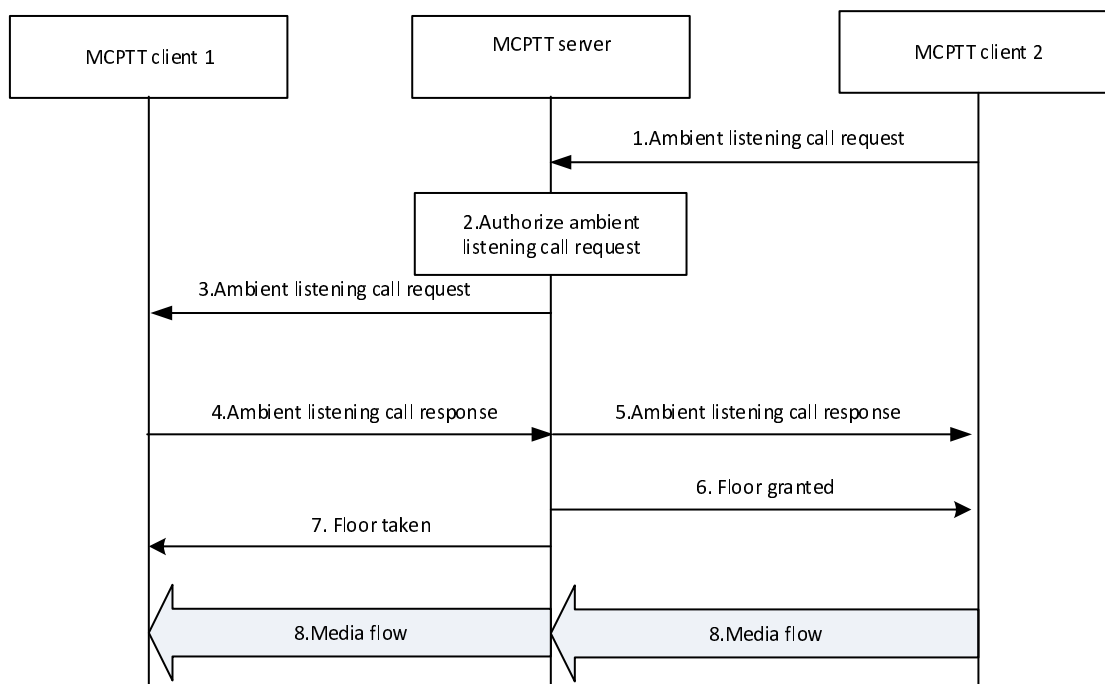 MCPTT client 1
MCPTT server
MCPTT client 2
1.Ambient listening call request
2.Authorize ambient
listening call request
3.Ambient listening call request
4.Ambient listening call response
5.Ambient listening call response
6. Floor granted
7. Floor taken
8.Media flow
8.Media flow